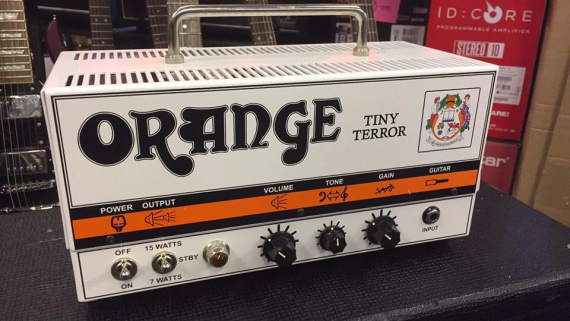 ID:CORE
PROGRAMMABLE AMPLIFIER
STEREO 10
ORANGE
TINY
TERROR
POWER
OUTPUT
VOLUME
TONE
GAIN
GUITAR
OFF
15 WATTS
STBY
ON
7 WATTS
INPUT